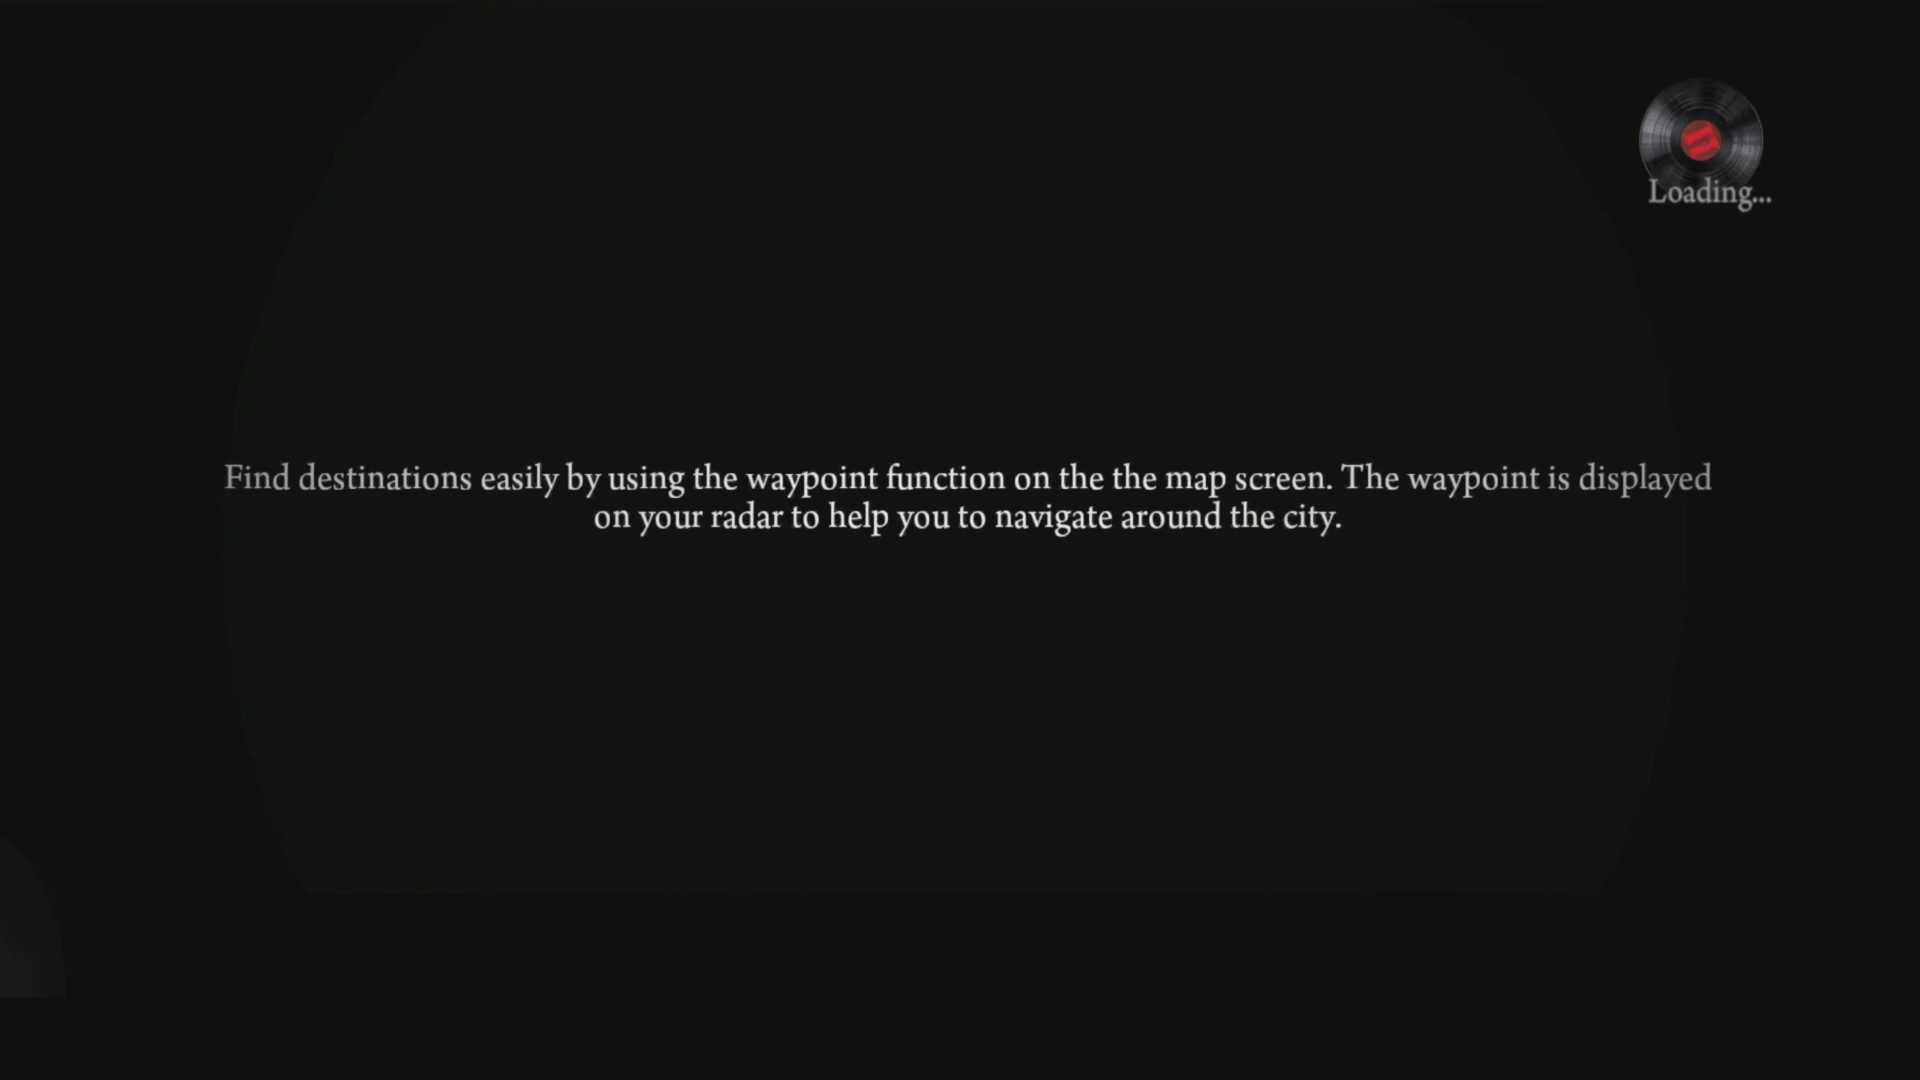 Loading...
Find destinations easily by using the waypoint function on the the map screen. The waypoint is displayed
on your radar to help you to navigate around the city.